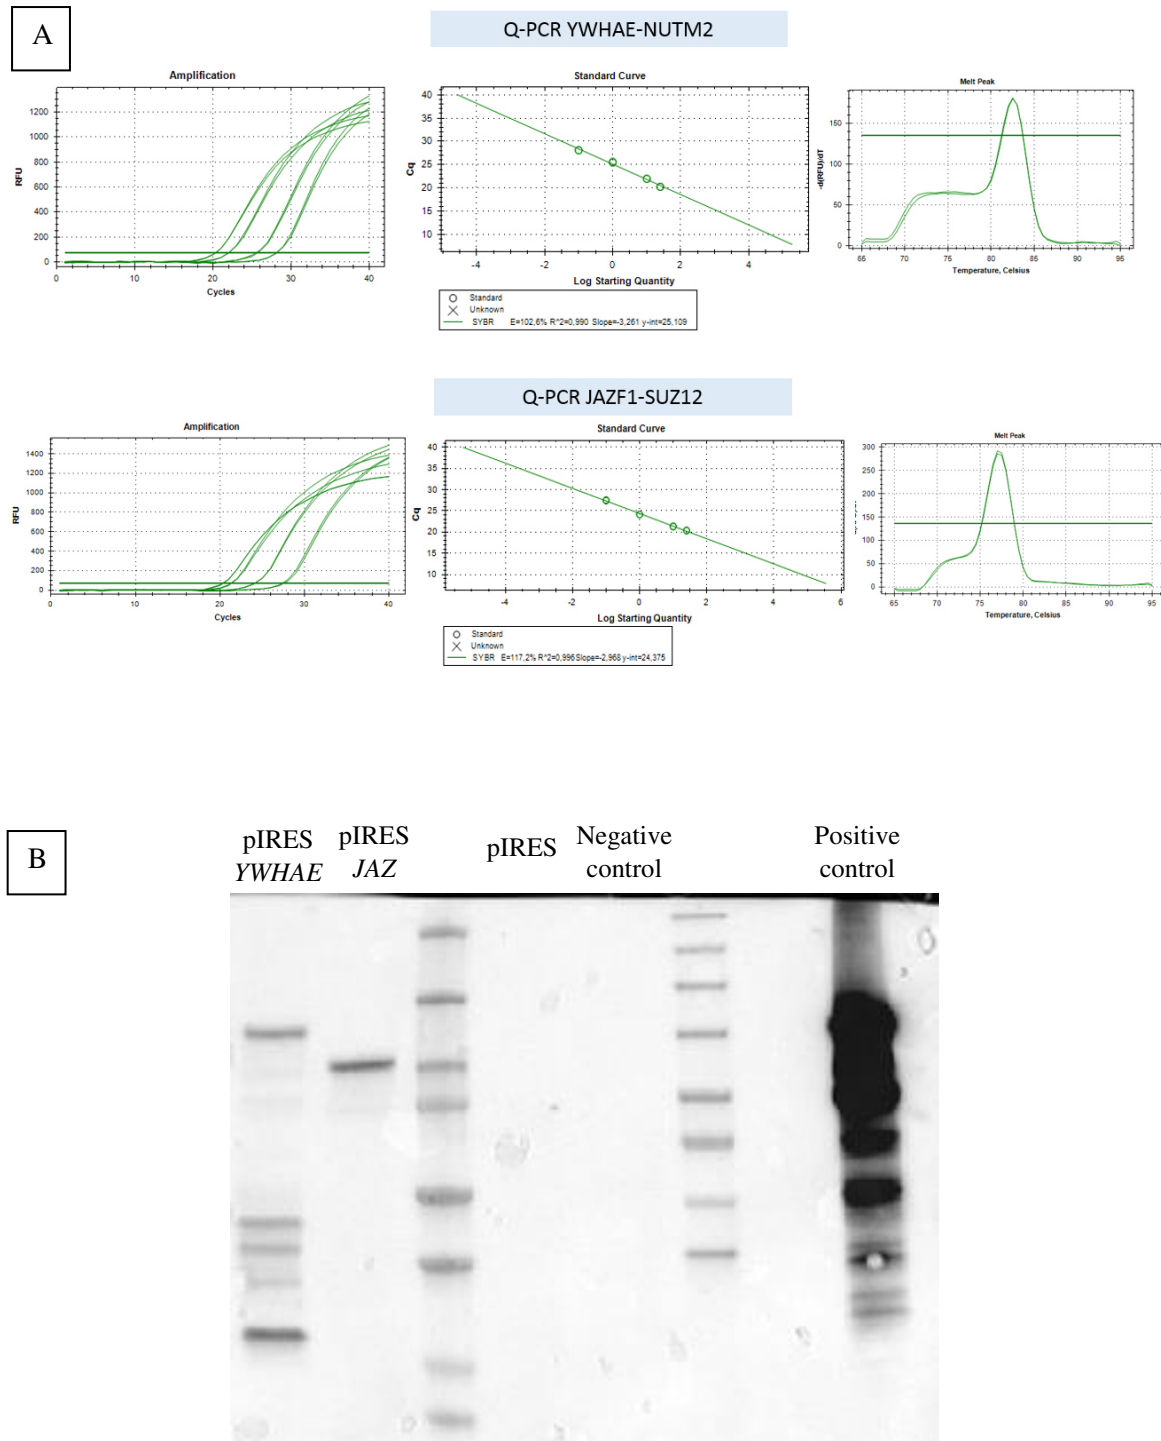 A
Q-PCR YWHAE-NUTM2
Amplification
RFU
1200
1000
800
600
400
200
0
0 10 20 30 40
Cycles
Standard Curve
Cq
40
35
30
25
20
15
10
-4 -2 0 2 4
Log Starting Quantity
Standard
Unknown
SYBR E=102,6% R^2=0,990 Slope=-3,261 y-int=25,109
Melt Peak
-d(RFU)/dT
150
100
50
0
65 70 75 80 85 90 95
Temperature, Celsius
Q-PCR JAZF1-SUZ12
Amplification
RFU
1400
1200
1000
800
600
400
200
0
0 10 20 30 40
Cycles
Standard Curve
Cq
40
35
30
25
20
15
10
-4 -2 0 2 4 6
Log Starting Quantity
Standard
Unknown
SYBR E=117,2% R^2=0,996 Slope=-2,968 y-int=24,375
Melt Peak
300
250
200
150
100
50
0
65 70 75 80 85 90 95
Temperature, Celsius
B
pIRES
YWHAE
pIRES
JAZ
pIRES
Negative
control
Positive
control